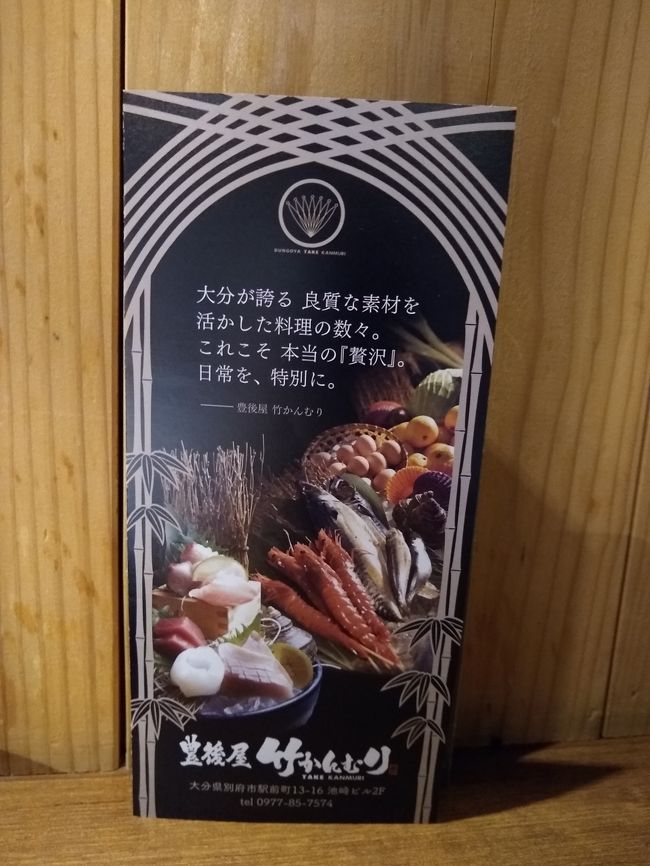 BUNGOYA TAKE KANMURI
大分が誇る 良質な素材を
活かした料理の数々。
これこそ 本当の『贅沢』。
日常を、特別に。
—— 豊後屋 竹かんむり
豊後屋 竹かんむり
TAKE KANMURI
大分県別府市駅前町13-16 池崎ビル2F
tel 0977-85-7574